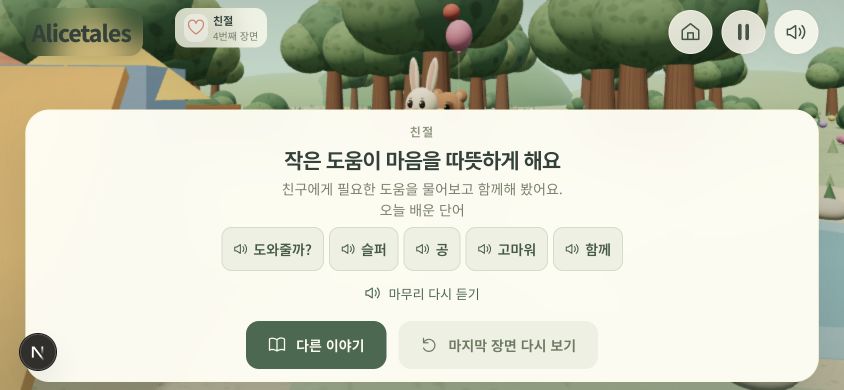 Alicetales
친절
4번째 장면
친절
작은 도움이 마음을 따뜻하게 해요
친구에게 필요한 도움을 물어보고 함께해 봤어요.
오늘 배운 단어
도와줄까? 슬퍼 공 고마워 함께
마무리 다시 듣기
다른 이야기 마지막 장면 다시 보기
N